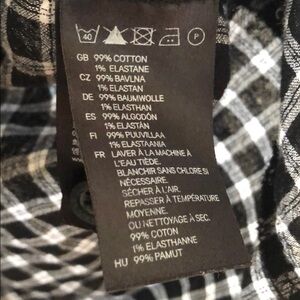 40 P
GB 99% COTTON
1% ELASTANE
CZ 99% BAVLNA
1% ELASTAN
DE 99% BAUMWOLLE
1% ELASTHAN
ES 99% ALGODÓN
1% ELASTÁN
FI 99% PUUVILLAA
1% ELASTAANIA
FR LAVER À LA MACHINE À
L'EAU TIÈDE.
BLANCHIR SANS CHLORE SI
NÉCESSAIRE.
SÉCHER À L'AIR.
REPASSER À TEMPÉRATURE
MOYENNE.
OU NETTOYAGE À SEC.
99% COTON
1% ELASTHANNE
HU 99% PAMUT